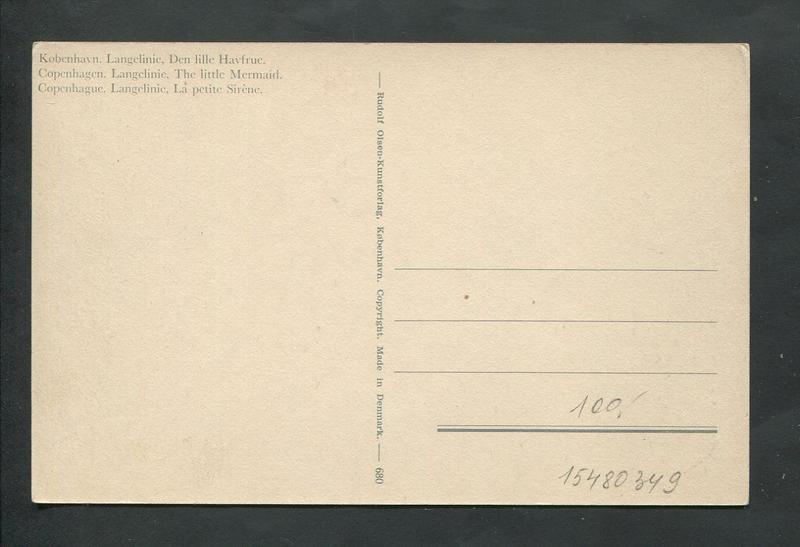 København. Langelinie, Den lille Havfrue.
Copenhagen. Langelinie, The little Mermaid.
Copenhague. Langelinie, La petite Sirène.
— Rudolf Olsen-Kunstforlag, København. Copyright. Made in Denmark. — 680
100,
15480349